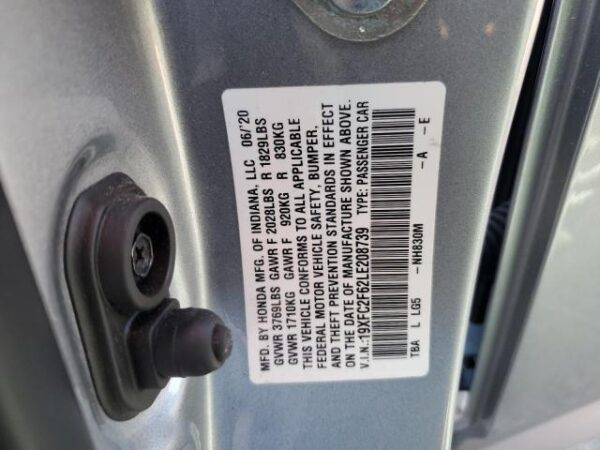 MFD. BY HONDA MFG. OF INDIANA, LLC 06/'20
GVWR 3769LBS GAWR F 2028LBS R 1829LBS
GVWR 1710KG GAWR F 920KG R 830KG
THIS VEHICLE CONFORMS TO ALL APPLICABLE
FEDERAL MOTOR VEHICLE SAFETY, BUMPER,
AND THEFT PREVENTION STANDARDS IN EFFECT
ON THE DATE OF MANUFACTURE SHOWN ABOVE.
V.I.N.:19XFC2F62LE208739 TYPE: PASSENGER CAR
TBA L LG5 -NH830M -A -E